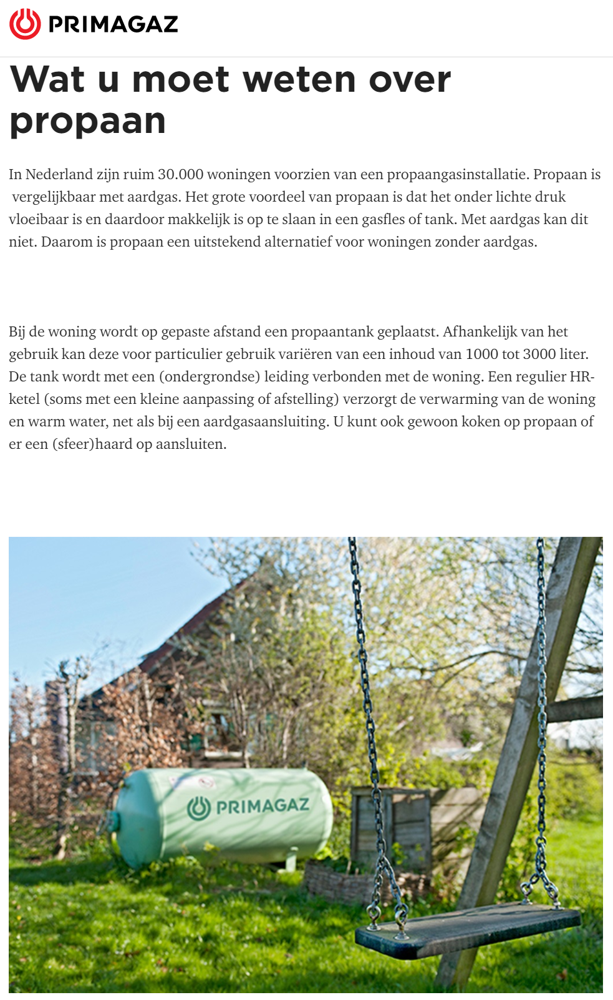 PRIMAGAZ
Wat u moet weten over
propaan
In Nederland zijn ruim 30.000 woningen voorzien van een propaangasinstallatie. Propaan is
vergelijkbaar met aardgas. Het grote voordeel van propaan is dat het onder lichte druk
vloeibaar is en daardoor makkelijk is op te slaan in een gasfles of tank. Met aardgas kan dit
niet. Daarom is propaan een uitstekend alternatief voor woningen zonder aardgas.
Bij de woning wordt op gepaste afstand een propaantank geplaatst. Afhankelijk van het
gebruik kan deze voor particulier gebruik variëren van een inhoud van 1000 tot 3000 liter.
De tank wordt met een (ondergrondse) leiding verbonden met de woning. Een regulier HR-
ketel (soms met een kleine aanpassing of afstelling) verzorgt de verwarming van de woning
en warm water, net als bij een aardgasaansluiting. U kunt ook gewoon koken op propaan of
er een (sfeer)haard op aansluiten.
PRIMAGAZ